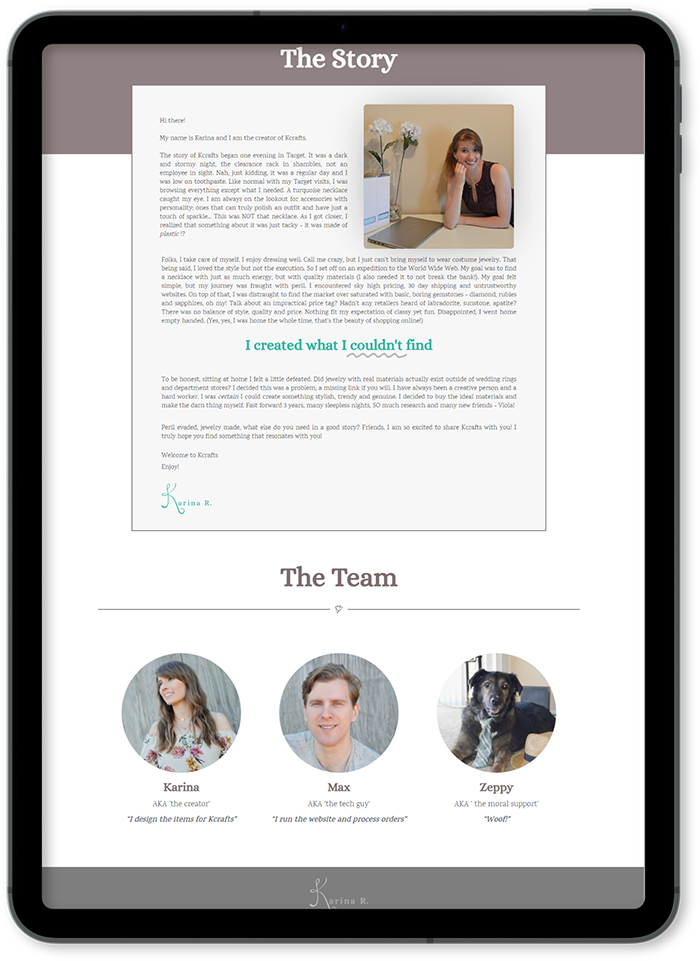 The Story
Hi there!
My name is Karina and I am the creator of Kcrafts.
The story of Kcrafts began one evening in Target. It was a dark
and stormy night, the clearance rack in shambles, not an
employee in sight. Nah, just kidding, it was a regular day and I
was low on toothpaste. Like normal with my Target visits, I was
browsing everything except what I needed. A turquoise necklace
caught my eye. I am always on the lookout for accessories with
personality; ones that can truly polish an outfit and have just a
touch of sparkle... This was NOT that necklace. As I got closer, I
realized that something about it was just tacky - it was made of
plastic !?
Folks, I take care of myself. I enjoy dressing well. Call me crazy, but I just can't bring myself to wear costume jewelry. That
being said, I loved the style but not the execution. So I set off on an expedition to the World Wide Web. My goal was to find
a necklace with just as much energy, but with quality materials (I also needed it to not break the bank!). My goal felt
simple, but my journey was fraught with peril. I encountered sky high pricing, 30 day shipping and untrustworthy
websites. On top of that, I was distraught to find the market over saturated with basic, boring gemstones - diamond, rubies
and sapphires, oh my! Talk about an impractical price tag? Hadn't any retailers heard of labradorite, sunstone, apatite?
There was no balance of style, quality and price. Nothing fit my expectation of classy yet fun. Disappointed, I went home
empty handed. (Yes, yes, I was home the whole time, that's the beauty of shopping online!)
I created what I couldn't find
To be honest, sitting at home I felt a little defeated. Did jewelry with real materials actually exist outside of wedding rings
and department stores? I decided this was a problem, a missing link if you will. I have always been a creative person and a
hard worker. I was certain I could create something stylish, trendy and genuine. I decided to buy the ideal materials and
make the darn thing myself. Fast forward 3 years, many sleepless nights, SO much research and many new friends - Viola!
Peril evaded, jewelry made, what else do you need in a good story? Friends, I am so excited to share Kcrafts with you! I
truly hope you find something that resonates with you!
Welcome to Kcrafts
Enjoy!
Karina R.
The Team
Karina
AKA 'the creator'
"I design the items for Kcrafts"
Max
AKA 'the tech guy'
"I run the website and process orders"
Zeppy
AKA ' the moral support'
"Woof!"
Karina R.